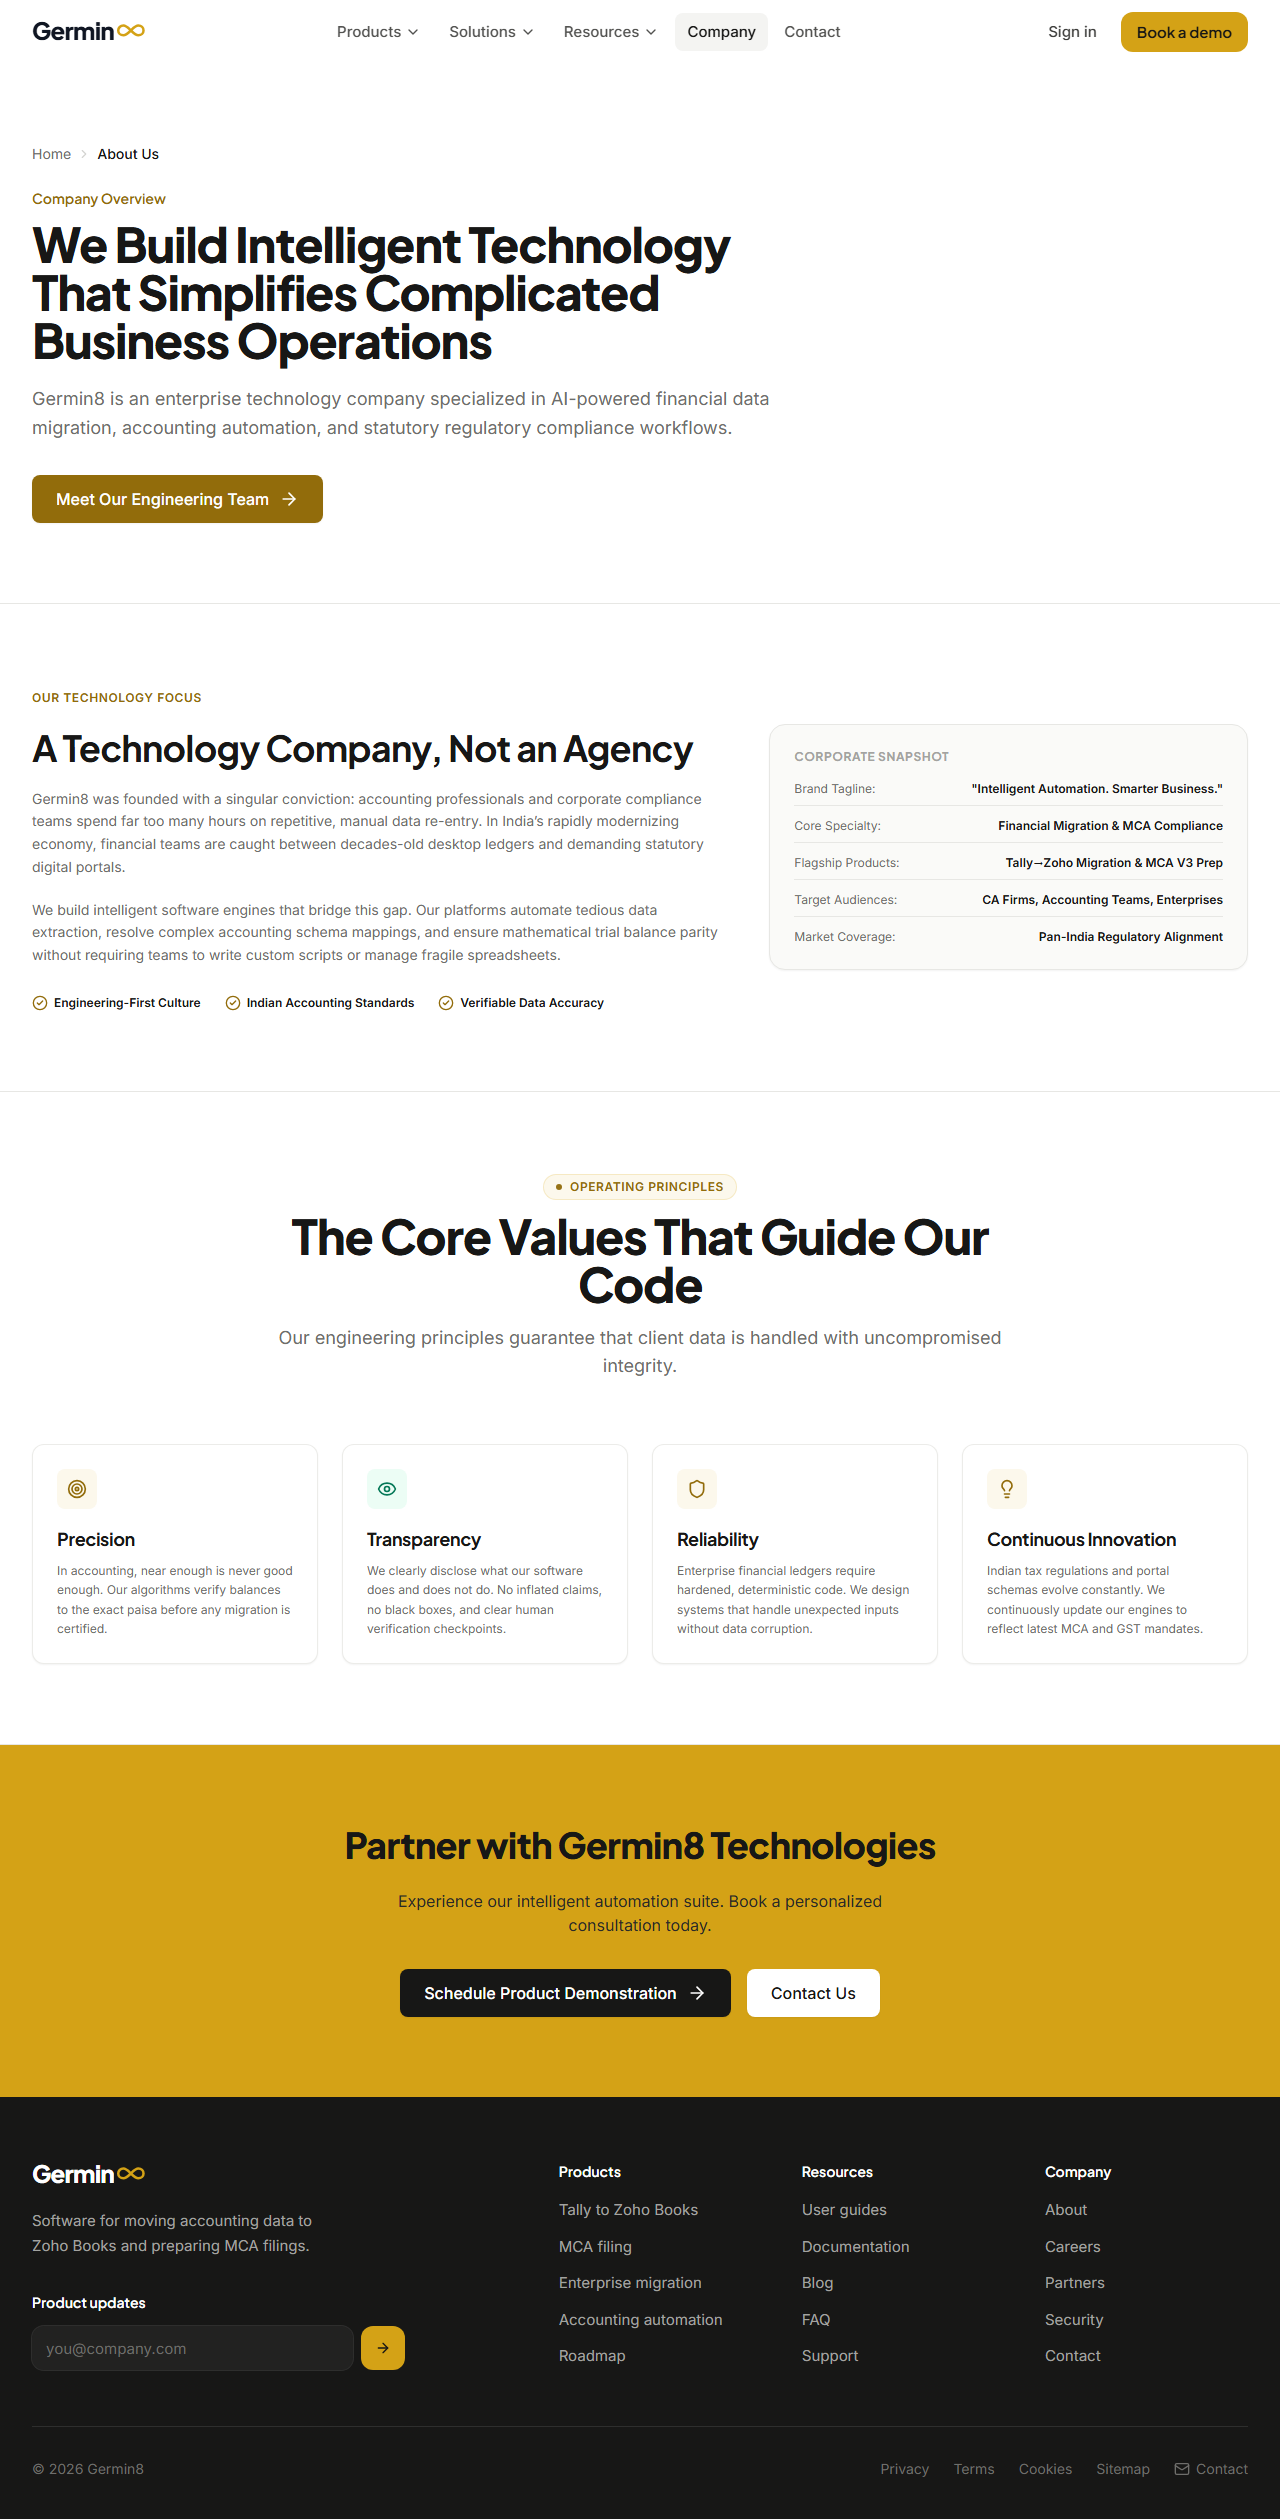 Germin∞
Products
Solutions
Resources
Company
Contact
Sign in
Book a demo
Home
About Us
Company Overview
We Build Intelligent Technology
That Simplifies Complicated
Business Operations
Germin8 is an enterprise technology company specialized in AI-powered financial data
migration, accounting automation, and statutory regulatory compliance workflows.
Meet Our Engineering Team
OUR TECHNOLOGY FOCUS
A Technology Company, Not an Agency
Germin8 was founded with a singular conviction: accounting professionals and corporate compliance
teams spend far too many hours on repetitive, manual data re-entry. In India's rapidly modernizing
economy, financial teams are caught between decades-old desktop ledgers and demanding statutory
digital portals.
We build intelligent software engines that bridge this gap. Our platforms automate tedious data
extraction, resolve complex accounting schema mappings, and ensure mathematical trial balance parity
without requiring teams to write custom scripts or manage fragile spreadsheets.
Engineering-First Culture
Indian Accounting Standards
Verifiable Data Accuracy
CORPORATE SNAPSHOT
Brand Tagline: "Intelligent Automation. Smarter Business."
Core Specialty: Financial Migration & MCA Compliance
Flagship Products: Tally→Zoho Migration & MCA V3 Prep
Target Audiences: CA Firms, Accounting Teams, Enterprises
Market Coverage: Pan-India Regulatory Alignment
OPERATING PRINCIPLES
The Core Values That Guide Our
Code
Our engineering principles guarantee that client data is handled with uncompromised
integrity.
Precision
In accounting, near enough is never good
enough. Our algorithms verify balances
to the exact paisa before any migration is
certified.
Transparency
We clearly disclose what our software
does and does not do. No inflated claims,
no black boxes, and clear human
verification checkpoints.
Reliability
Enterprise financial ledgers require
hardened, deterministic code. We design
systems that handle unexpected inputs
without data corruption.
Continuous Innovation
Indian tax regulations and portal
schemas evolve constantly. We
continuously update our engines to
reflect latest MCA and GST mandates.
Partner with Germin8 Technologies
Experience our intelligent automation suite. Book a personalized
consultation today.
Schedule Product Demonstration
Contact Us
Germin∞
Software for moving accounting data to
Zoho Books and preparing MCA filings.
Product updates
you@company.com
Products
Tally to Zoho Books
MCA filing
Enterprise migration
Accounting automation
Roadmap
Resources
User guides
Documentation
Blog
FAQ
Support
Company
About
Careers
Partners
Security
Contact
© 2026 Germin8
Privacy
Terms
Cookies
Sitemap
Contact